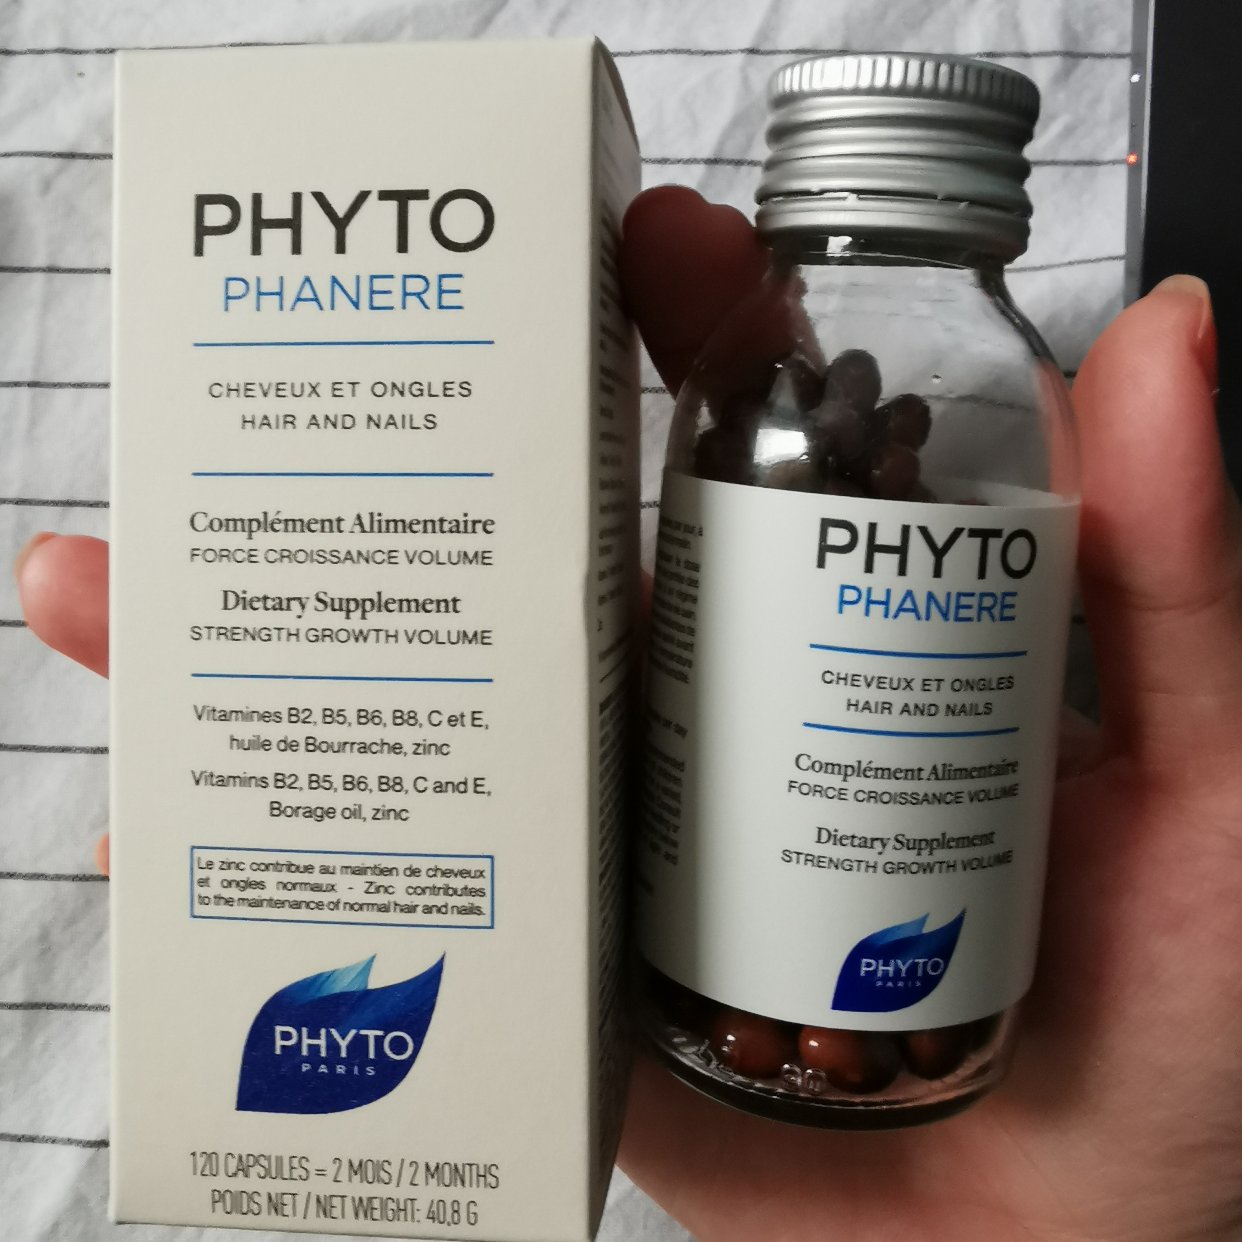 PHYTO
PHANERE
CHEVEUX ET ONGLES
HAIR AND NAILS
Complément Alimentaire
FORCE CROISSANCE VOLUME
Dietary Supplement
STRENGTH GROWTH VOLUME
Vitamines B2, B5, B6, B8, C et E,
huile de Bourrache, zinc
Vitamins B2, B5, B6, B8, C and E,
Borage oil, zinc
Le zinc contribue au maintien de cheveux
et ongles normaux - Zinc contributes
to the maintenance of normal hair and nails.
PHYTO
PARIS
120 CAPSULES = 2 MOIS / 2 MONTHS
POIDS NET / NET WEIGHT: 40,8 G
PHYTO
PHANERE
CHEVEUX ET ONGLES
HAIR AND NAILS
Complément Alimentaire
FORCE CROISSANCE VOLUME
Dietary Supplement
STRENGTH GROWTH VOLUME
PHYTO
PARIS